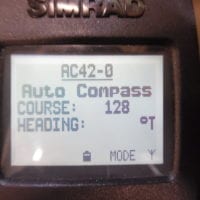 SIMRAD
AC42-0
Auto Compass
COURSE: 128
HEADING: °T
MODE